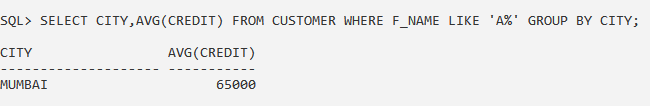 SQL> SELECT CITY,AVG(CREDIT) FROM CUSTOMER WHERE F_NAME LIKE 'A%' GROUP BY CITY;
CITY                 AVG(CREDIT)
-------------------- -----------
MUMBAI                     65000